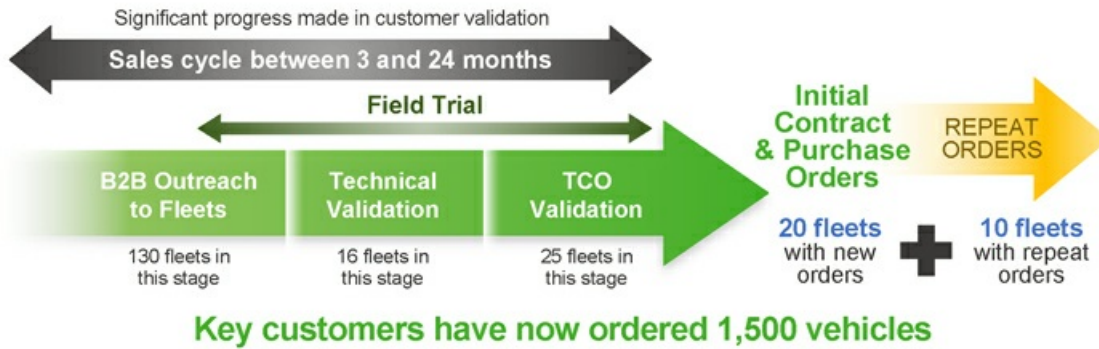 Significant progress made in customer validation
Sales cycle between 3 and 24 months
Field Trial
B2B Outreach
to Fleets
Technical
Validation
TCO
Validation
130 fleets in
this stage
16 fleets in
this stage
25 fleets in
this stage
Initial
Contract
& Purchase
Orders
REPEAT
ORDERS
20 fleets
with new
orders
10 fleets
with repeat
orders
Key customers have now ordered 1,500 vehicles